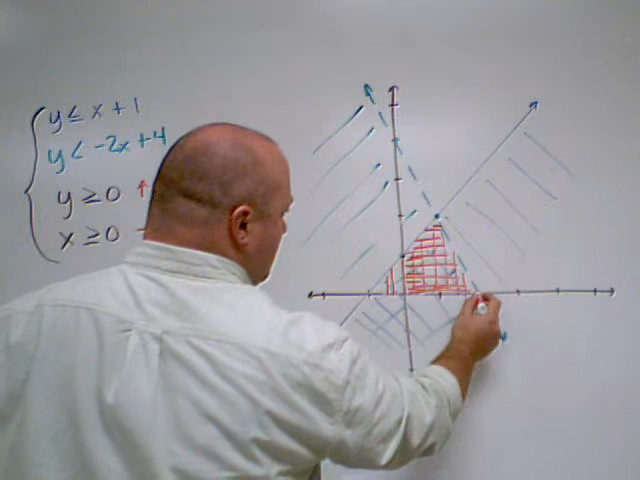 y ≤ x + 1
y < -2x + 4
y ≥ 0 ↑
x ≥ 0